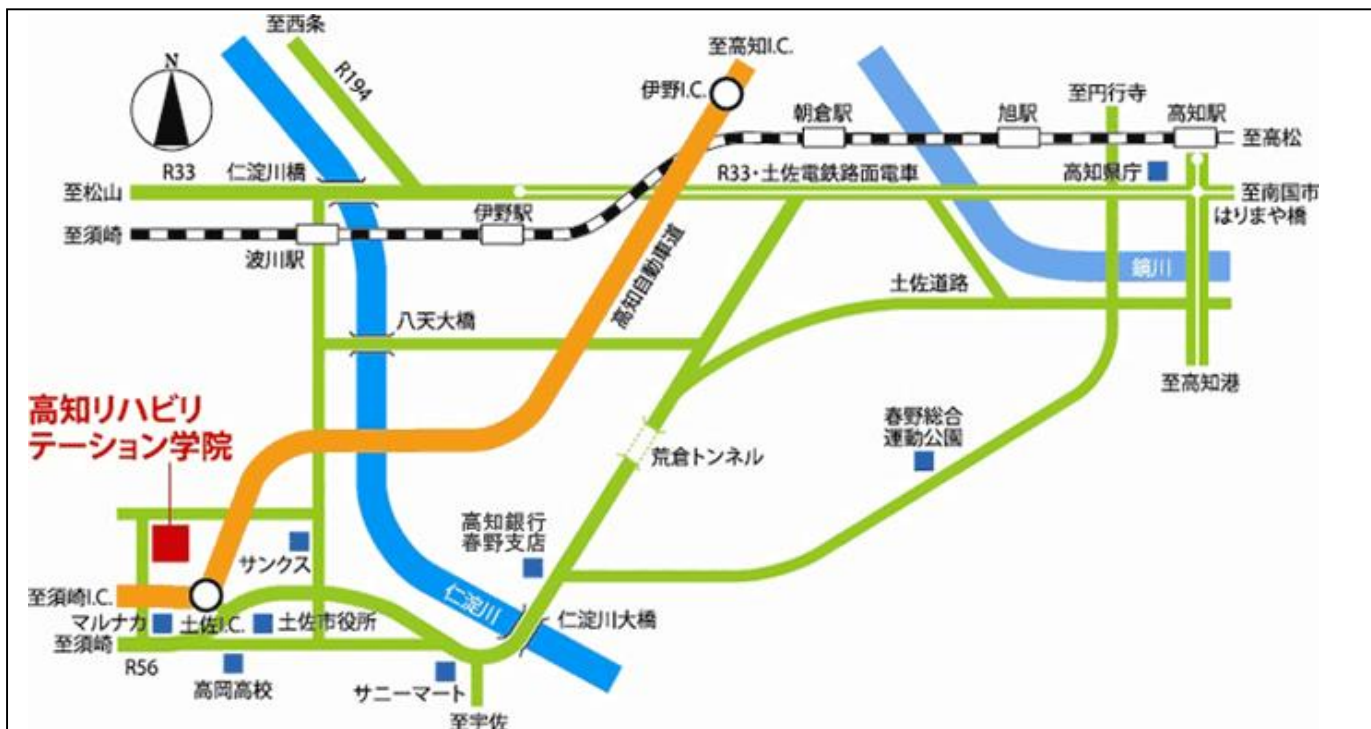 至西条
至高知I.C.
N
R194
伊野I.C.
至円行寺
朝倉駅
旭駅
高知駅
至高松
R33
仁淀川橋
R33・土佐電鉄路面電車
高知県庁
至松山
至南国市
はりまや橋
伊野駅
至須崎
波川駅
高知自動車道
鏡川
土佐道路
八天大橋
至高知港
高知リハビリ
テーション学院
春野総合
運動公園
荒倉トンネル
高知銀行
春野支店
サンクス
至須崎I.C.
仁淀川
仁淀川大橋
マルナカ
土佐I.C.
土佐市役所
至須崎
R56
高岡高校
サニーマート
至宇佐